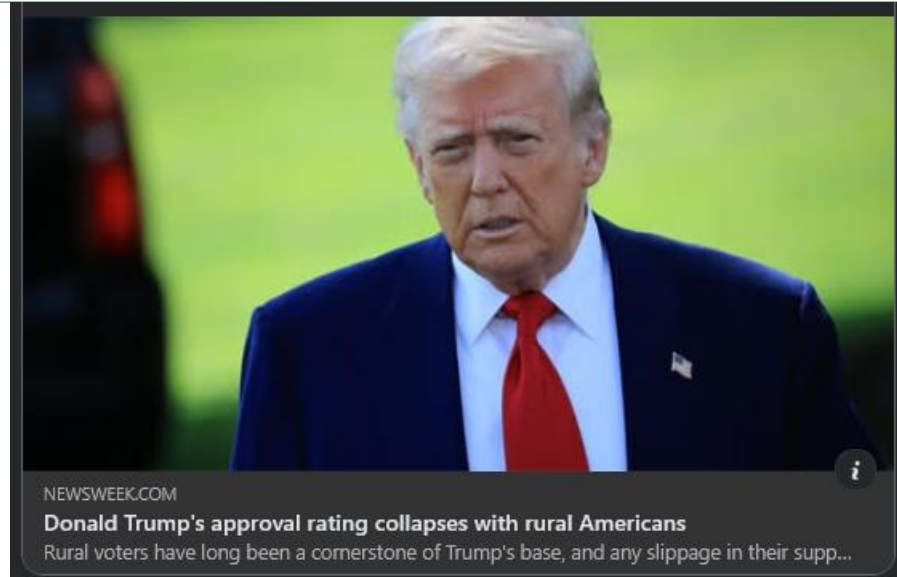 NEWSWEEK.COM
Donald Trump's approval rating collapses with rural Americans
Rural voters have long been a cornerstone of Trump's base, and any slippage in their supp...